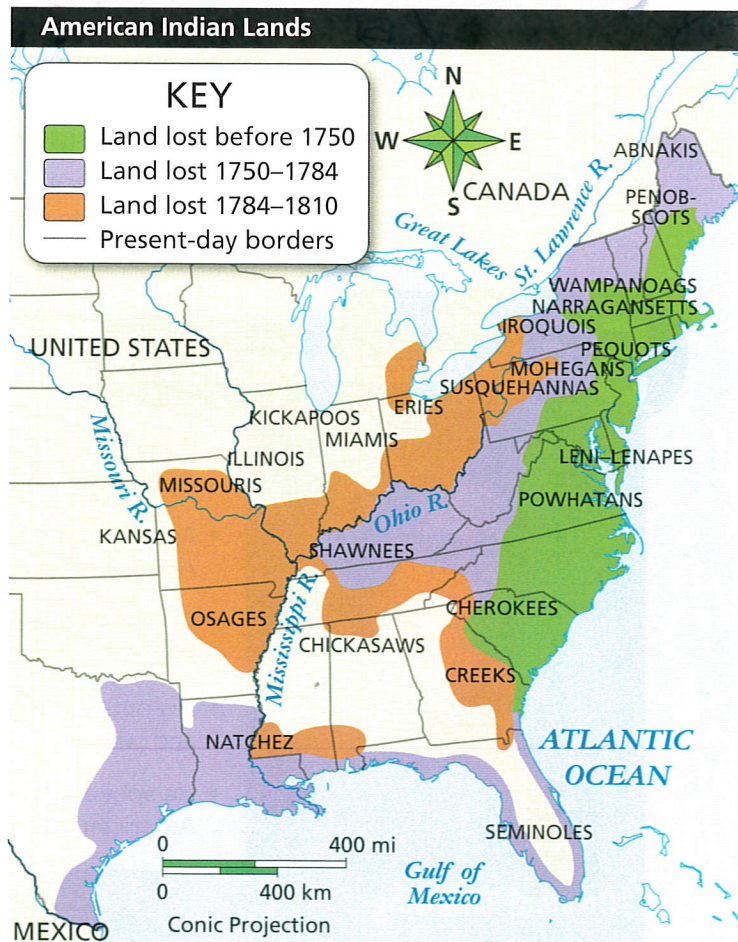 American Indian Lands
KEY
Land lost before 1750
Land lost 1750–1784
Land lost 1784–1810
Present-day borders
N
W
E
S
CANADA
ABNAKIS
PENOB-
SCOTS
Great Lakes
St. Lawrence R.
WAMPANOAGS
NARRAGANSETTS
IROQUOIS
PEQUOTS
MOHEGANS
SUSQUEHANNAS
UNITED STATES
ERIES
KICKAPOOS
MIAMIS
ILLINOIS
Missouri R.
MISSOURIS
LENI-LENAPES
POWHATANS
Ohio R.
KANSAS
SHAWNEES
OSAGES
Mississippi R.
CHEROKEES
CHICKASAWS
CREEKS
NATCHEZ
ATLANTIC
OCEAN
SEMINOLES
0
400 mi
0
400 km
Conic Projection
Gulf of
Mexico
MEXICO